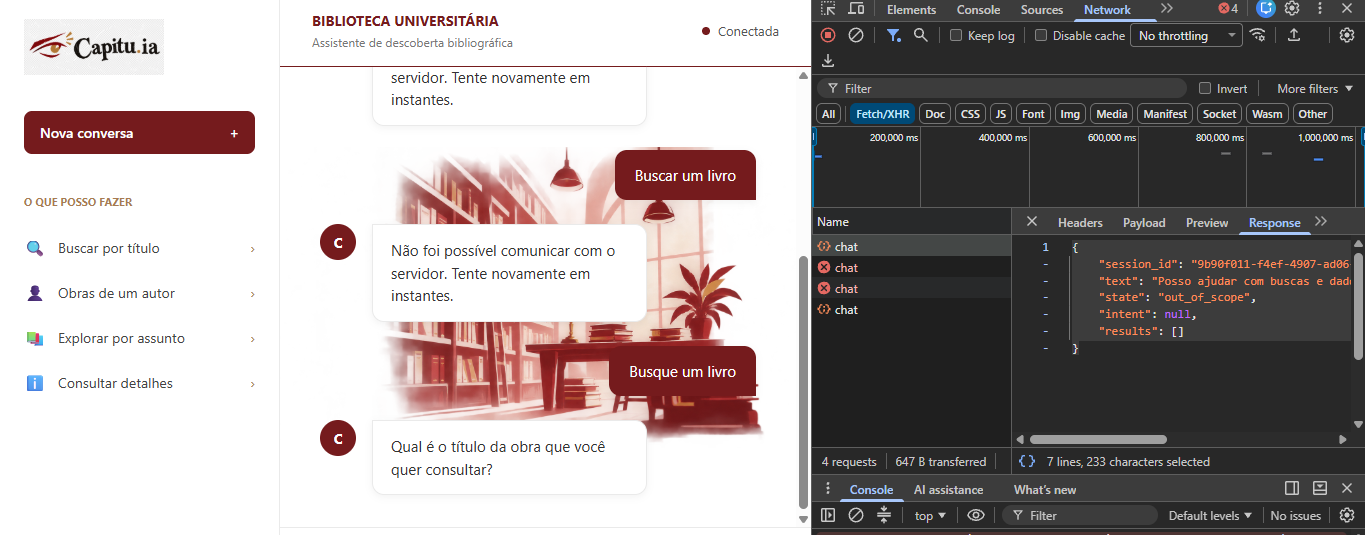 Capitu.ia
Nova conversa +
O QUE POSSO FAZER
Buscar por título ›
Obras de um autor ›
Explorar por assunto ›
Consultar detalhes ›
BIBLIOTECA UNIVERSITÁRIA
Assistente de descoberta bibliográfica
Conectada
servidor. Tente novamente em
instantes.
Buscar um livro
C
Não foi possível comunicar com o
servidor. Tente novamente em
instantes.
Busque um livro
C
Qual é o título da obra que você
quer consultar?
Elements Console Sources Network 4
Keep log Disable cache No throttling
Filter Invert More filters
All Fetch/XHR Doc CSS JS Font Img Media Manifest Socket Wasm Other
200,000 ms 400,000 ms 600,000 ms 800,000 ms 1,000,000 ms
Name
chat
chat
chat
chat
Headers Payload Preview Response
1 {
- "session_id": "9b90f011-f4ef-4907-ad06
- "text": "Posso ajudar com buscas e dado
- "state": "out_of_scope",
- "intent": null,
- "results": []
- }
4 requests 647 B transferred
{ } 7 lines, 233 characters selected
Console AI assistance What's new
top Filter Default levels No issues